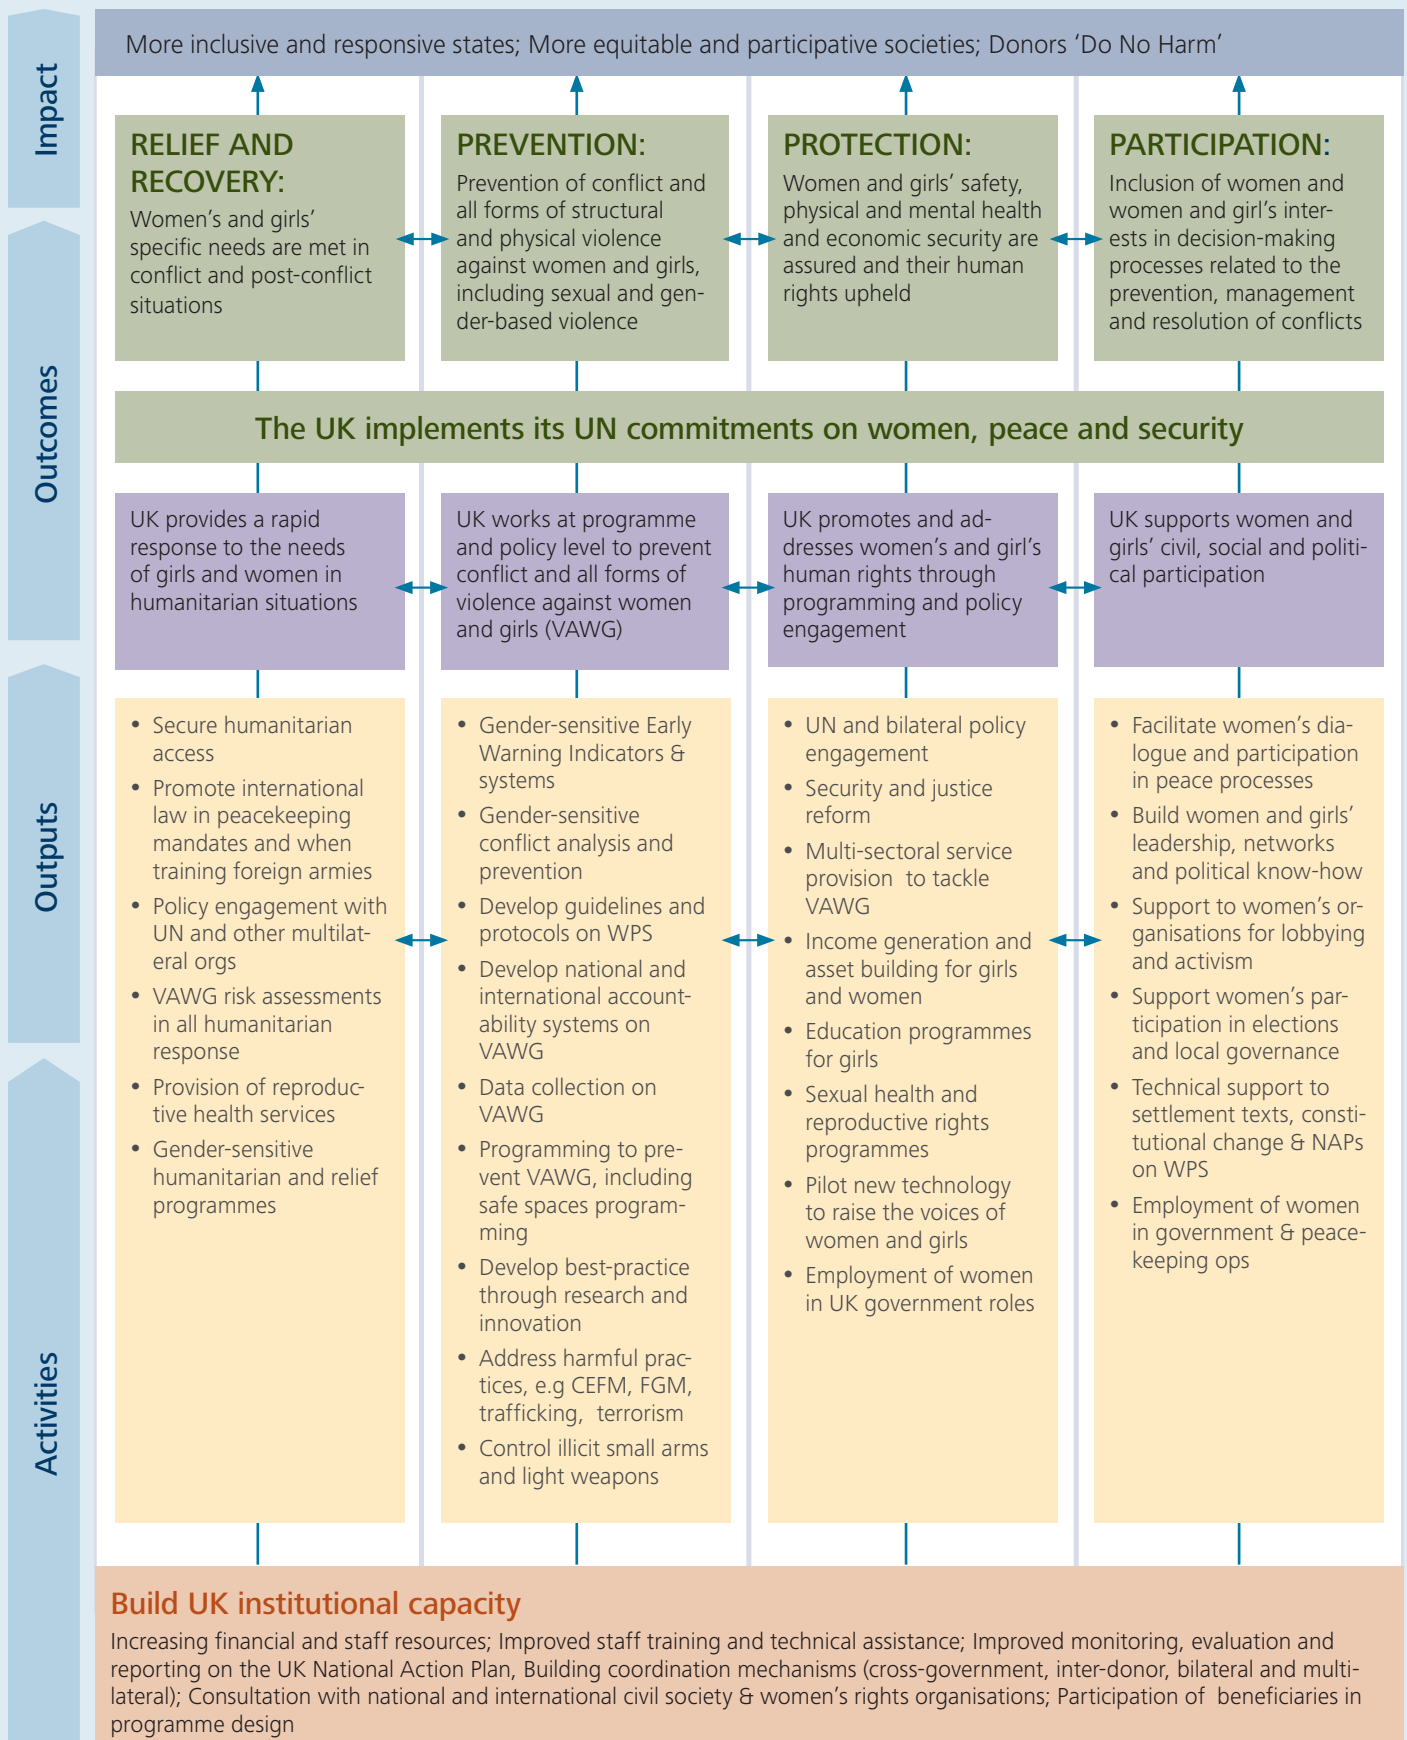 Impact
More inclusive and responsive states; More equitable and participative societies; Donors ‘Do No Harm’
RELIEF AND
RECOVERY:
Women’s and girls’
specific needs are met in
conflict and post-conflict
situations
PREVENTION:
Prevention of conflict and
all forms of structural
and physical violence
against women and girls,
including sexual and gen-
der-based violence
PROTECTION:
Women and girls’ safety,
physical and mental health
and economic security are
assured and their human
rights upheld
PARTICIPATION:
Inclusion of women and
women and girl’s inter-
ests in decision-making
processes related to the
prevention, management
and resolution of conflicts
Outcomes
The UK implements its UN commitments on women, peace and security
UK provides a rapid
response to the needs
of girls and women in
humanitarian situations
UK works at programme
and policy level to prevent
conflict and all forms of
violence against women
and girls (VAWG)
UK promotes and ad-
dresses women’s and girl’s
human rights through
programming and policy
engagement
UK supports women and
girls’ civil, social and politi-
cal participation
Outputs
• Secure humanitarian
access
• Promote international
law in peacekeeping
mandates and when
training foreign armies
• Policy engagement with
UN and other multilat-
eral orgs
• VAWG risk assessments
in all humanitarian
response
• Provision of reproduc-
tive health services
• Gender-sensitive
humanitarian and relief
programmes
• Gender-sensitive Early
Warning Indicators &
systems
• Gender-sensitive
conflict analysis and
prevention
• Develop guidelines and
protocols on WPS
• Develop national and
international account-
ability systems on
VAWG
• Data collection on
VAWG
• Programming to pre-
vent VAWG, including
safe spaces program-
ming
• Develop best-practice
through research and
innovation
• Address harmful prac-
tices, e.g CEFM, FGM,
trafficking, terrorism
• Control illicit small arms
and light weapons
• UN and bilateral policy
engagement
• Security and justice
reform
• Multi-sectoral service
provision to tackle
VAWG
• Income generation and
asset building for girls
and women
• Education programmes
for girls
• Sexual health and
reproductive rights
programmes
• Pilot new technology
to raise the voices of
women and girls
• Employment of women
in UK government roles
• Facilitate women’s dia-
logue and participation
in peace processes
• Build women and girls’
leadership, networks
and political know-how
• Support to women’s or-
ganisations for lobbying
and activism
• Support women’s par-
ticipation in elections
and local governance
• Technical support to
settlement texts, consti-
tutional change & NAPs
on WPS
• Employment of women
in government & peace-
keeping ops
Activities
Build UK institutional capacity
Increasing financial and staff resources; Improved staff training and technical assistance; Improved monitoring, evaluation and
reporting on the UK National Action Plan, Building coordination mechanisms (cross-government, inter-donor, bilateral and multi-
lateral); Consultation with national and international civil society & women’s rights organisations; Participation of beneficiaries in
programme design